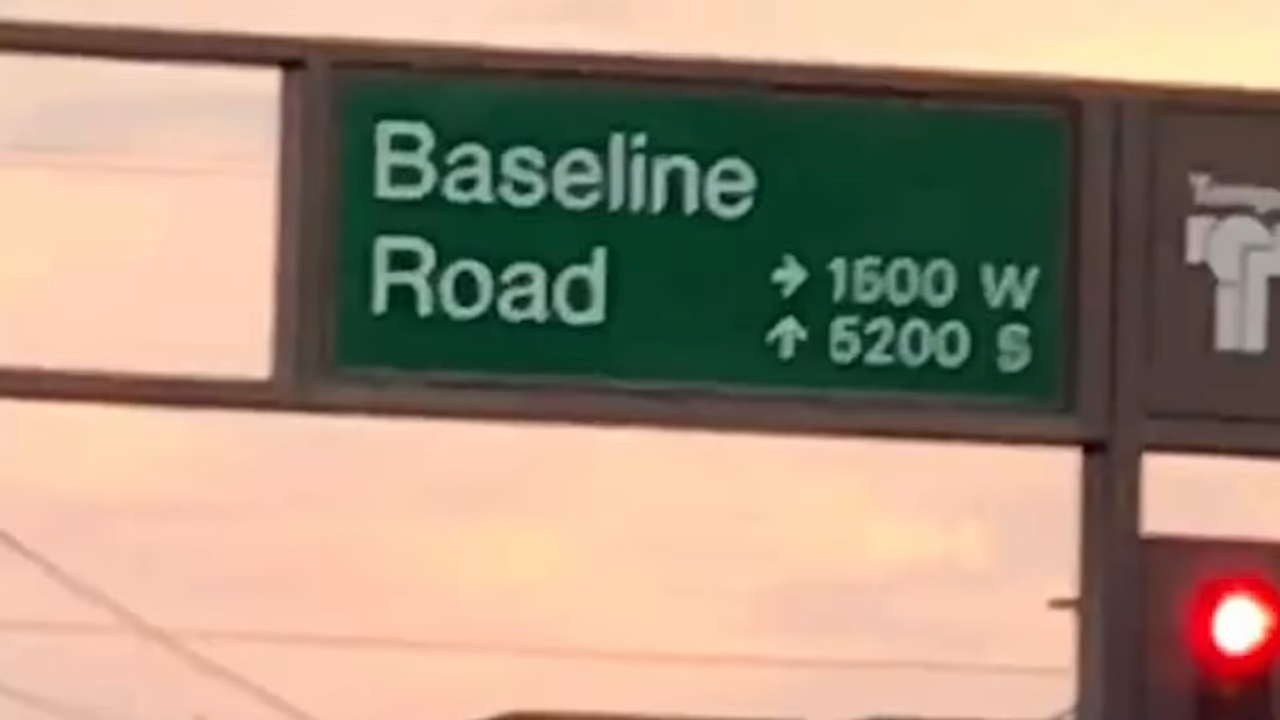 Baseline
Road
→ 1600 W
↑ 5200 S